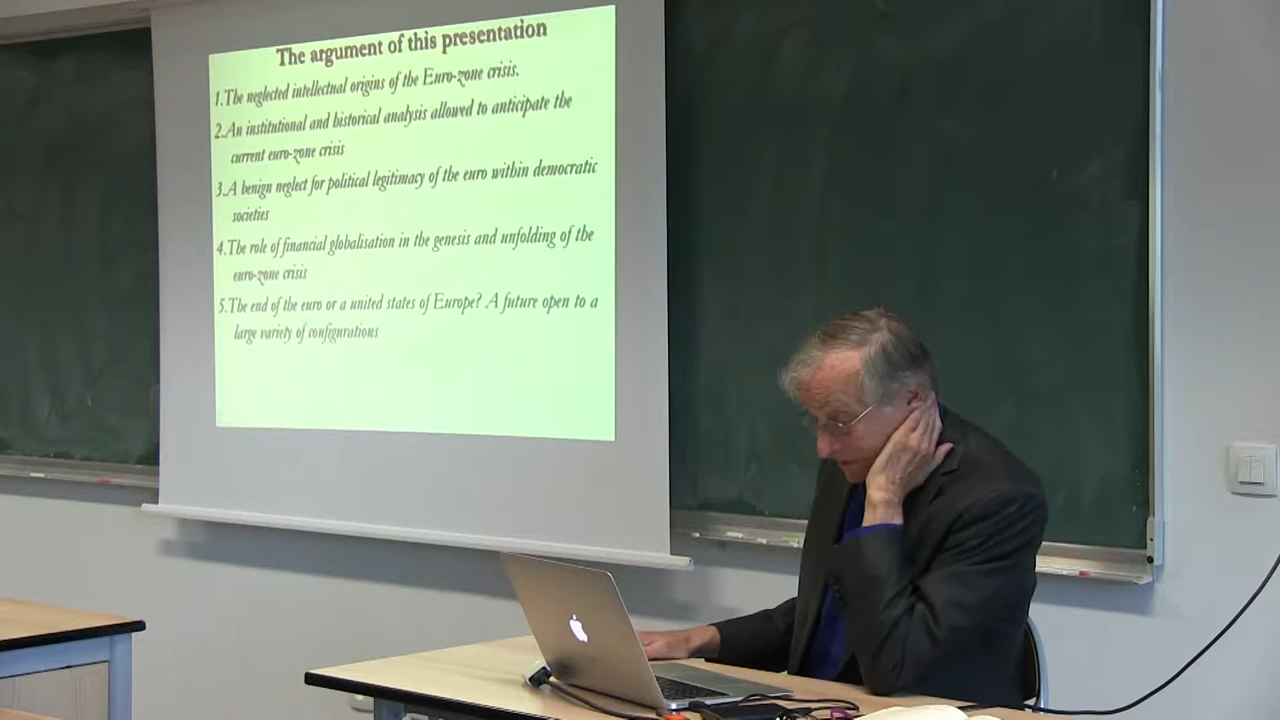 The argument of this presentation
1.The neglected intellectual origins of the Euro-zone crisis.
2.An institutional and historical analysis allowed to anticipate the
current euro-zone crisis
3.A benign neglect for political legitimacy of the euro within democratic
societies
4.The role of financial globalisation in the genesis and unfolding of the
euro-zone crisis
5.The end of the euro or a united states of Europe? A future open to a
large variety of configurations